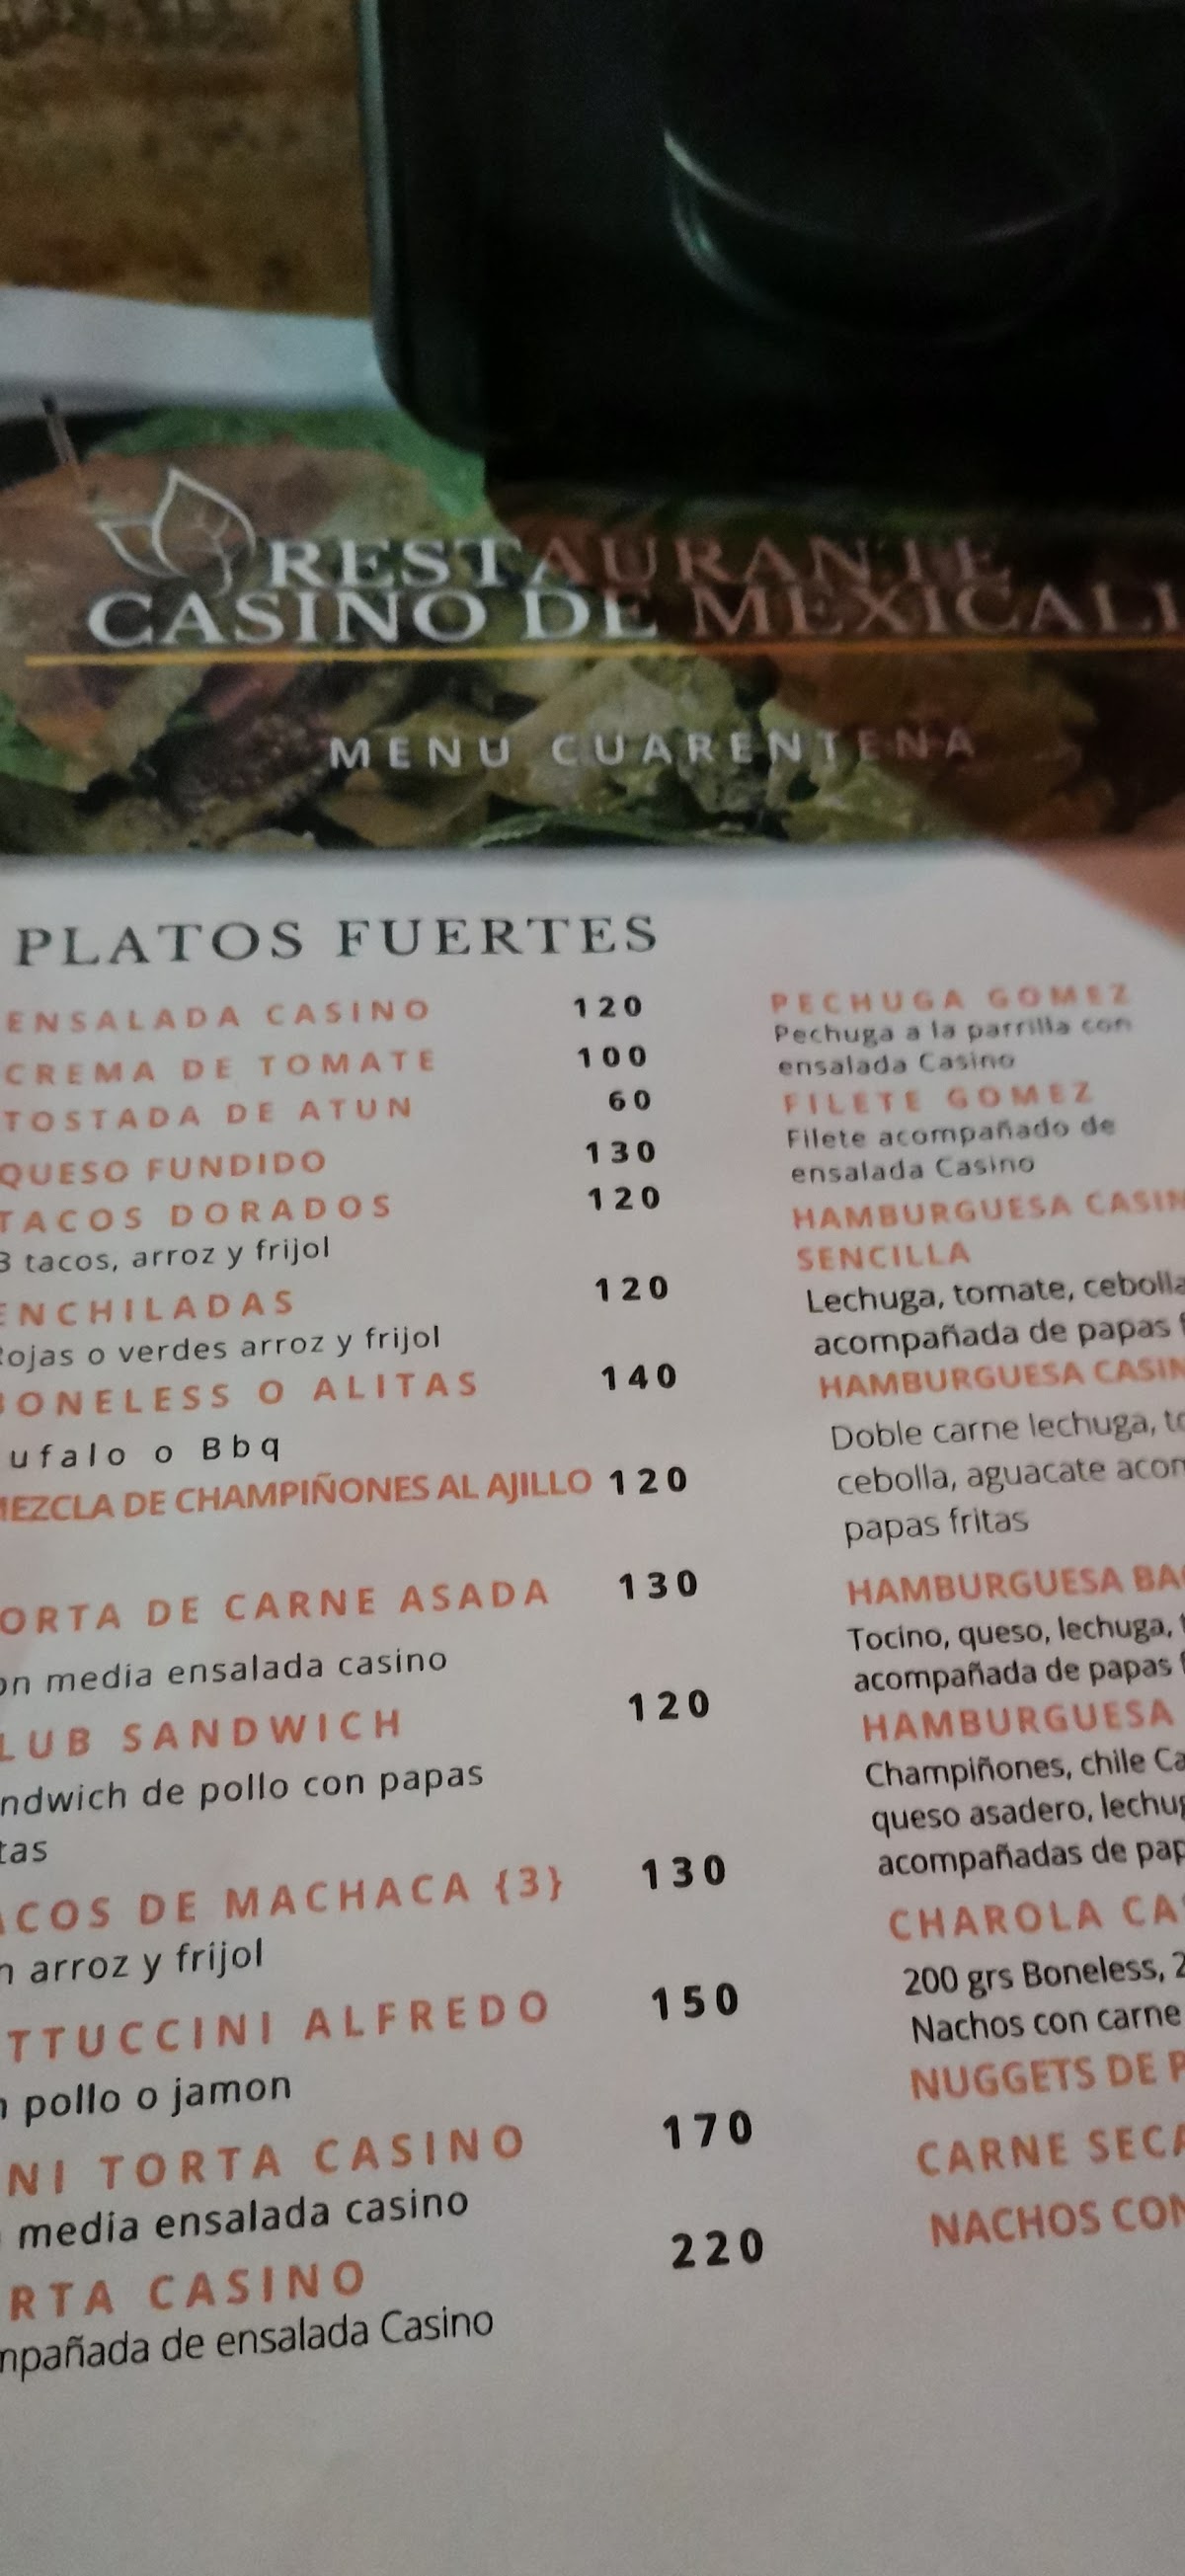 RESTAURANTE
CASINO DE MEXICALI
MENU CUARENTENA
PLATOS FUERTES
ENSALADA CASINO 120
CREMA DE TOMATE 100
TOSTADA DE ATUN 60
QUESO FUNDIDO 130
TACOS DORADOS 120
3 tacos, arroz y frijol
ENCHILADAS 120
Rojas o verdes arroz y frijol
BONELESS O ALITAS 140
ufalo o Bbq
MEZCLA DE CHAMPIÑONES AL AJILLO 120
ORTA DE CARNE ASADA 130
on media ensalada casino
LUB SANDWICH 120
ndwich de pollo con papas
tas
ACOS DE MACHACA {3} 130
n arroz y frijol
TTUCCINI ALFREDO 150
n pollo o jamon
NI TORTA CASINO 170
media ensalada casino
RTA CASINO 220
mpañada de ensalada Casino
PECHUGA GOMEZ
Pechuga a la parrilla con
ensalada Casino
FILETE GOMEZ
Filete acompañado de
ensalada Casino
HAMBURGUESA CASIN
SENCILLA
Lechuga, tomate, cebolla
acompañada de papas f
HAMBURGUESA CASIN
Doble carne lechuga, to
cebolla, aguacate acom
papas fritas
HAMBURGUESA BA
Tocino, queso, lechuga, t
acompañada de papas f
HAMBURGUESA
Champiñones, chile Ca
queso asadero, lechug
acompañadas de pap
CHAROLA CAS
200 grs Boneless, 2
Nachos con carne
NUGGETS DE P
CARNE SECA
NACHOS CON